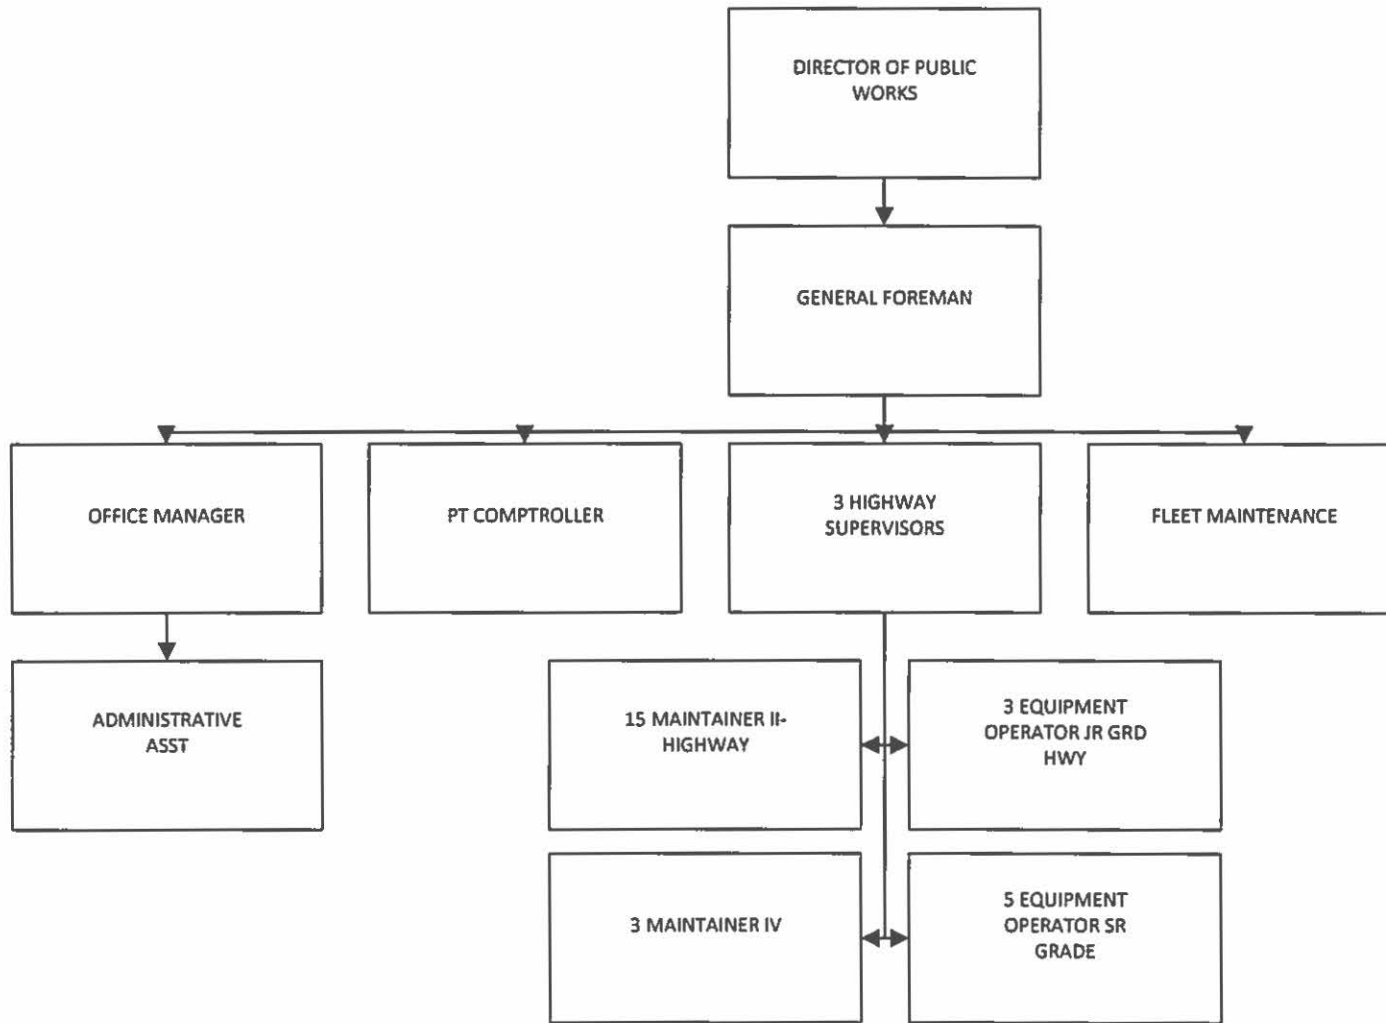 DIRECTOR OF PUBLIC
WORKS
GENERAL FOREMAN
OFFICE MANAGER
PT COMPTROLLER
3 HIGHWAY
SUPERVISORS
FLEET MAINTENANCE
ADMINISTRATIVE
ASST
15 MAINTAINER II-
HIGHWAY
3 EQUIPMENT
OPERATOR JR GRD
HWY
3 MAINTAINER IV
5 EQUIPMENT
OPERATOR SR
GRADE